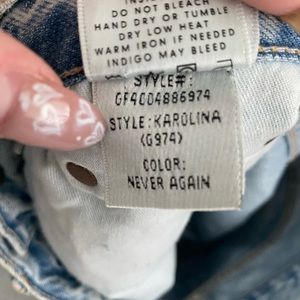 DO NOT BLEACH
HAND DRY OR TUMBLE
DRY LOW HEAT
WARM IRON IF NEEDED
INDIGO MAY BLEED
STYLE#:
GF4004886974
STYLE:KAROLINA
(G974)
COLOR:
NEVER AGAIN